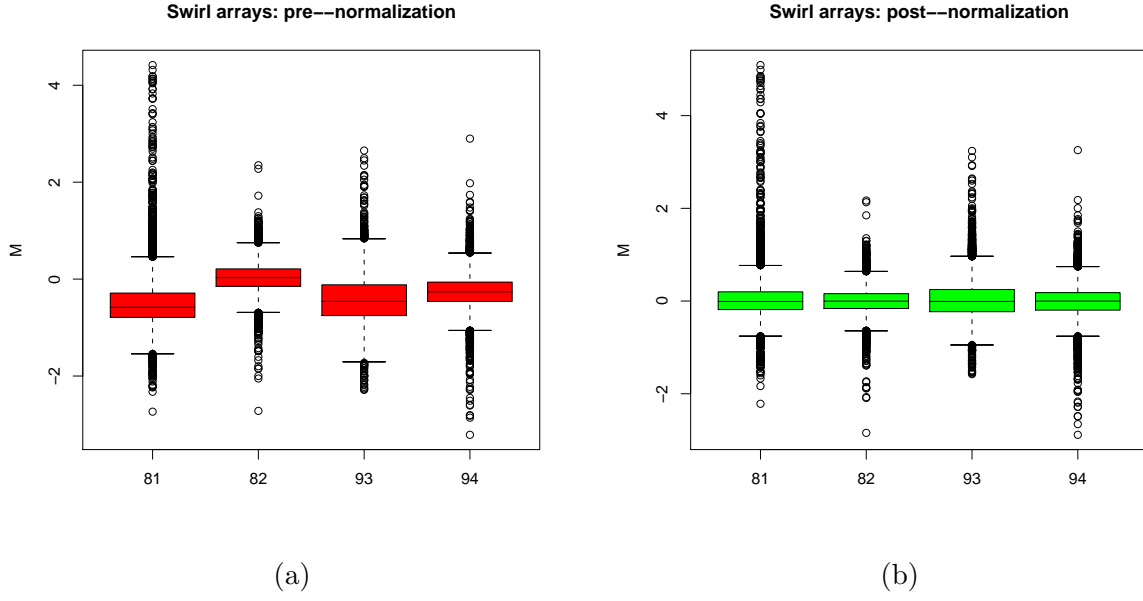 Swirl arrays: pre−−normalization
M
4
2
0
−2
81 82 93 94
(a)
Swirl arrays: post−−normalization
M
4
2
0
−2
81 82 93 94
(b)